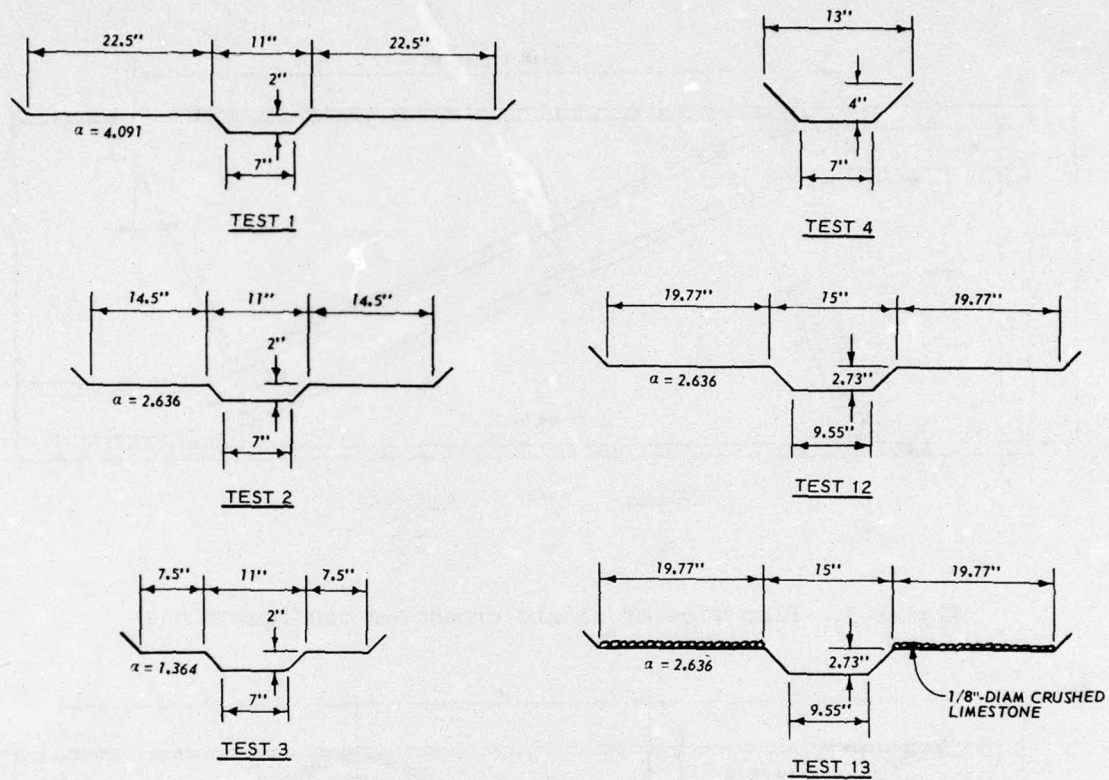 22.5" 11" 22.5"
2"
a = 4.091
7"
TEST 1
13"
4"
7"
TEST 4
14.5" 11" 14.5"
2"
a = 2.636
7"
TEST 2
19.77" 15" 19.77"
2.73"
a = 2.636
9.55"
TEST 12
7.5" 11" 7.5"
2"
a = 1.364
7"
TEST 3
19.77" 15" 19.77"
2.73"
a = 2.636
9.55"
1/8"-DIAM CRUSHED
LIMESTONE
TEST 13